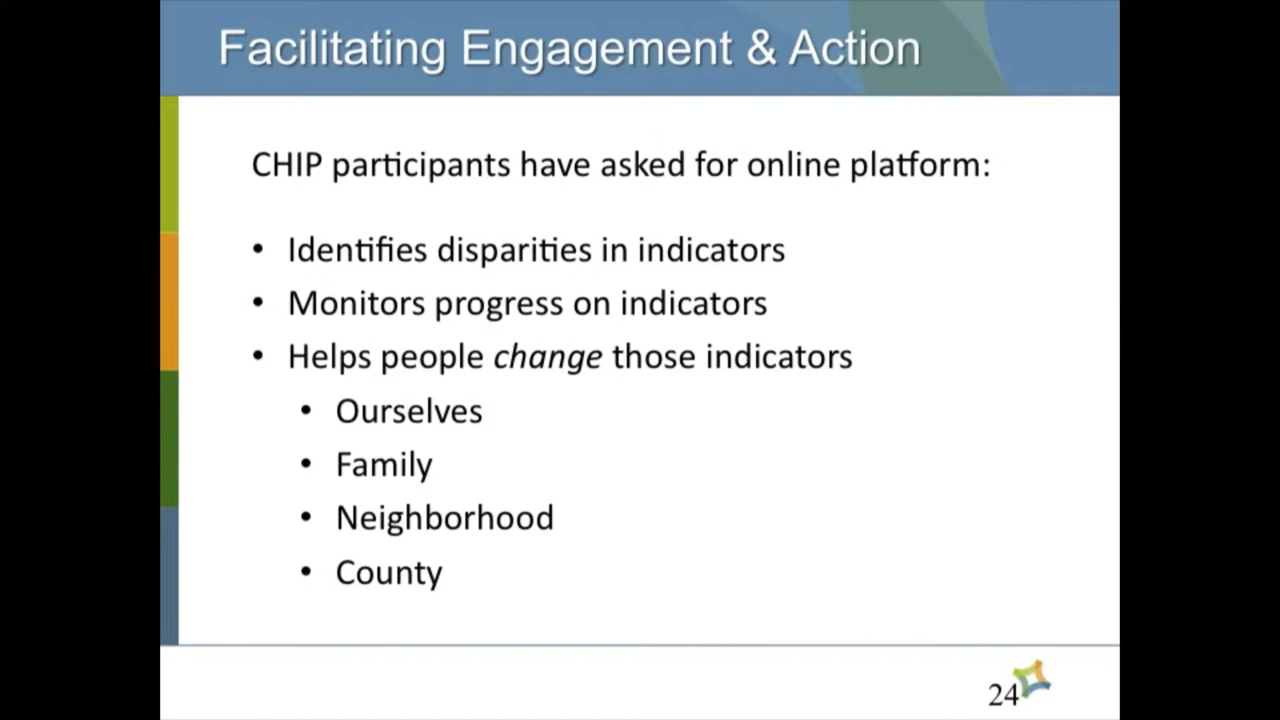 Facilitating Engagement & Action
CHIP participants have asked for online platform:
• Identifies disparities in indicators
• Monitors progress on indicators
• Helps people change those indicators
• Ourselves
• Family
• Neighborhood
• County
24